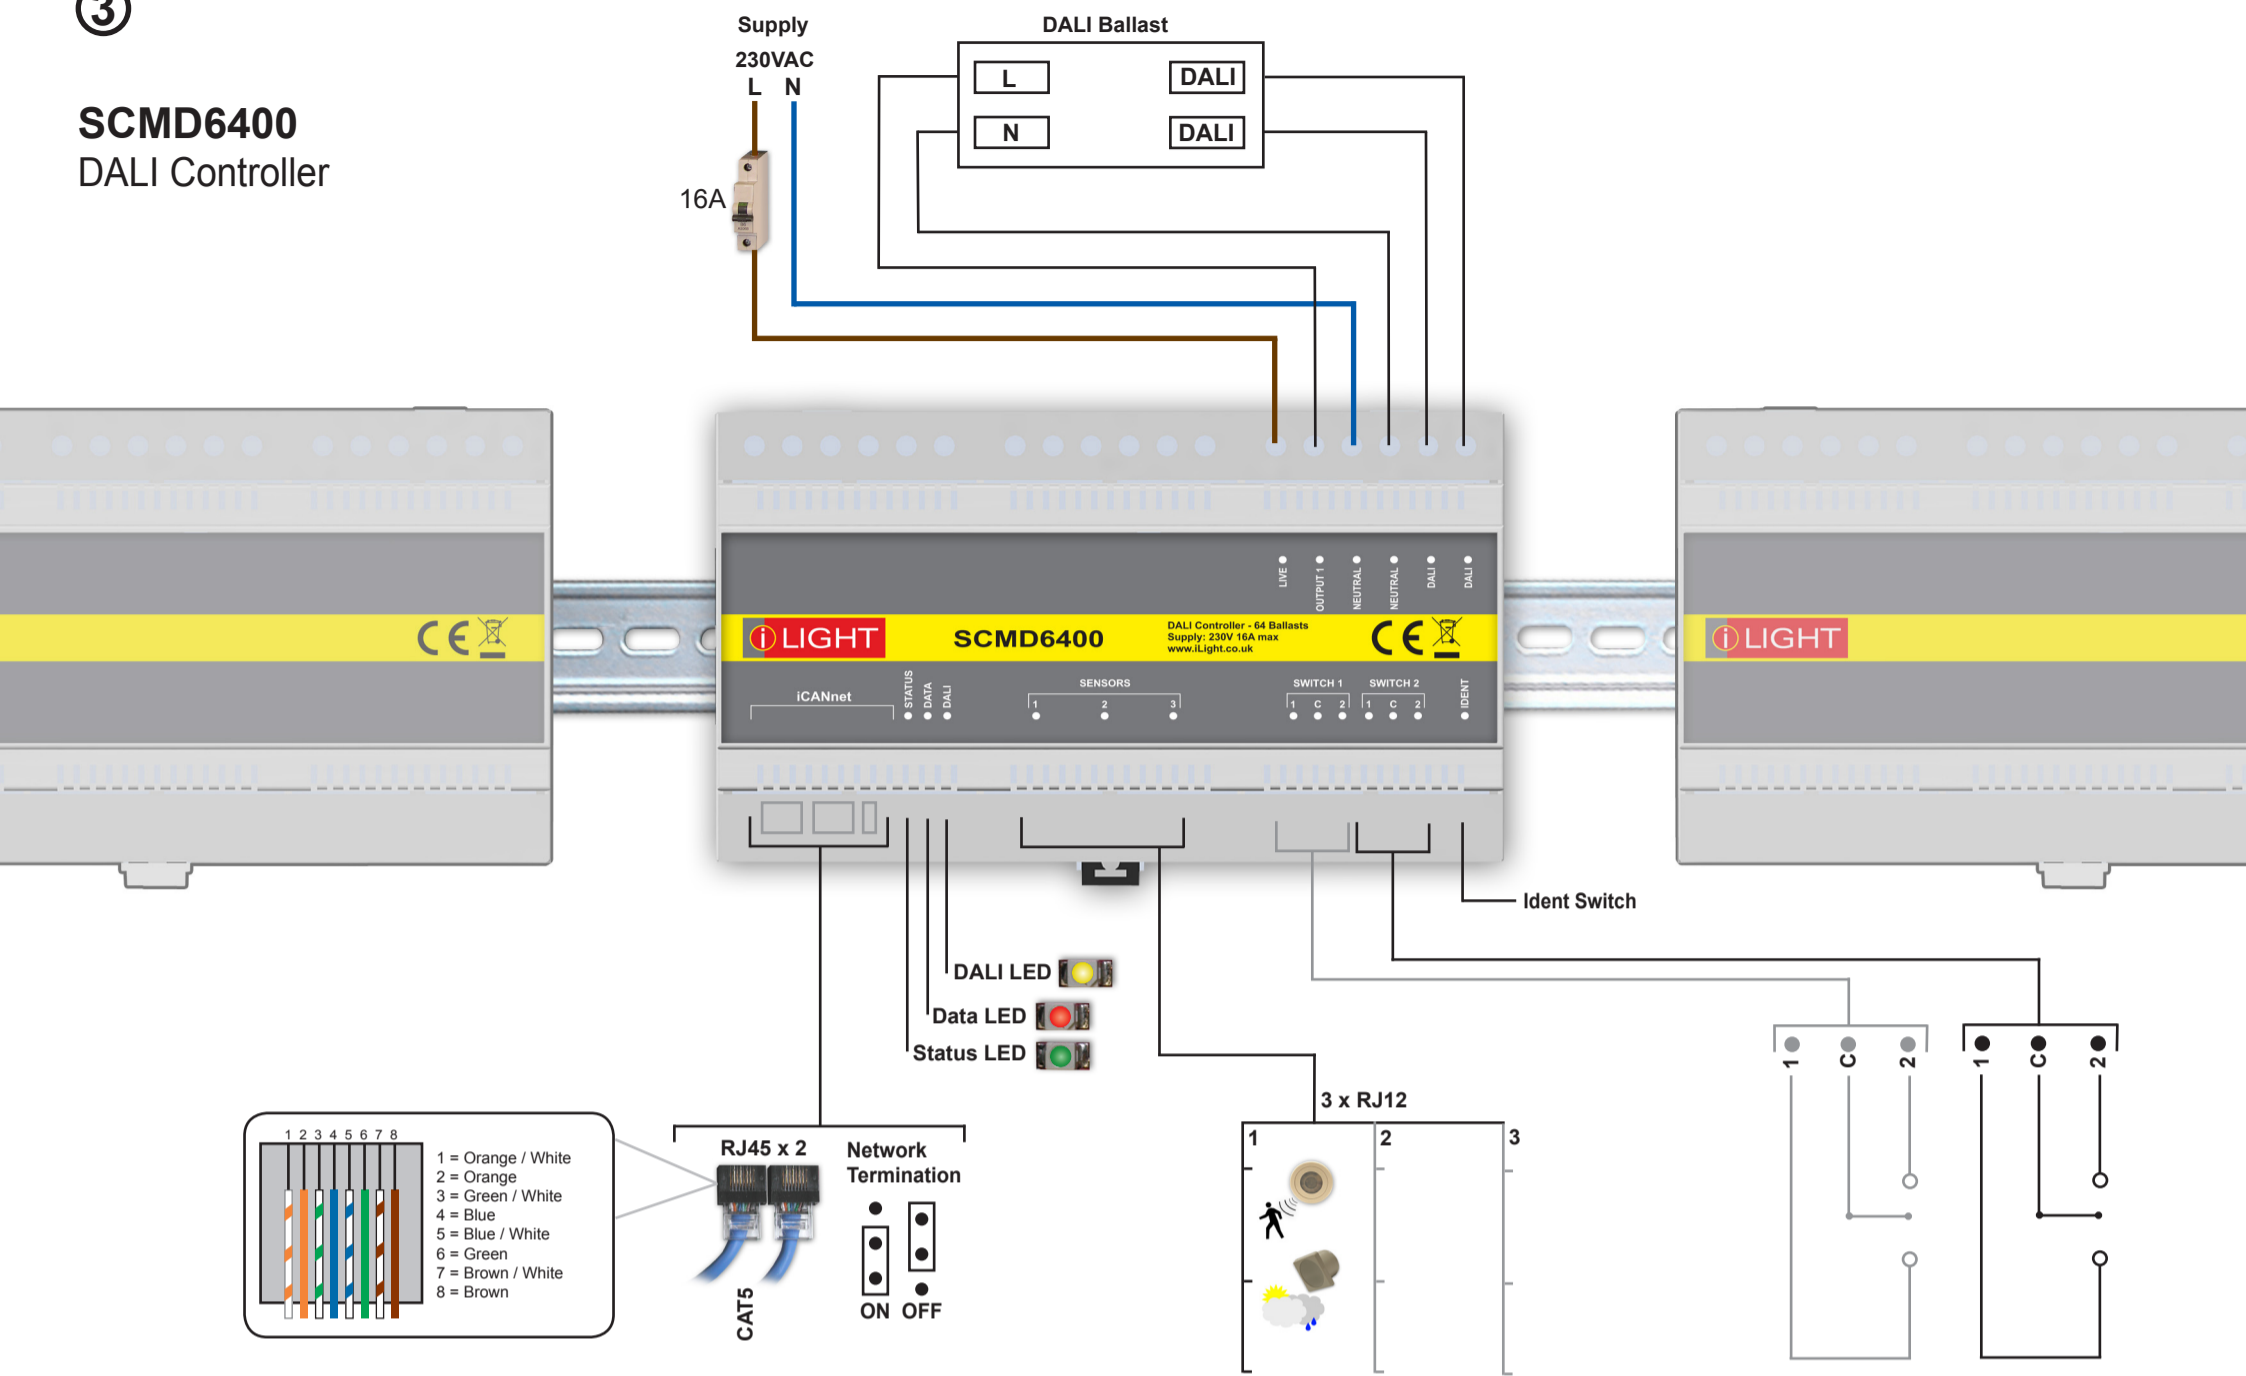 3
SCMD6400
DALI Controller
Supply
230VAC
L N
16A
DALI Ballast
L DALI
N DALI
LIVE
OUTPUT 1
NEUTRAL
NEUTRAL
DALI
DALI
i LIGHT
SCMD6400
DALI Controller - 64 Ballasts
Supply: 230V 16A max
www.iLight.co.uk
CE
CE
i LIGHT
iCANnet
STATUS
DATA
DALI
SENSORS
1 2 3
SWITCH 1
1 C 2
SWITCH 2
1 C 2
IDENT
Ident Switch
DALI LED
Data LED
Status LED
1 2 3 4 5 6 7 8
1 = Orange / White
2 = Orange
3 = Green / White
4 = Blue
5 = Blue / White
6 = Green
7 = Brown / White
8 = Brown
RJ45 x 2
CAT5
Network
Termination
ON OFF
3 x RJ12
1 2 3
1 C 2
1 C 2